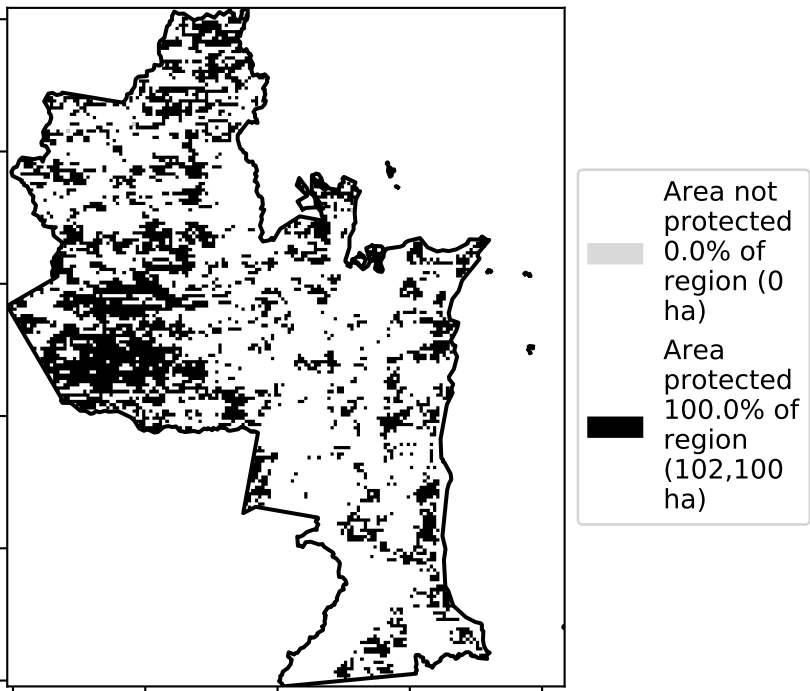 Area not
protected
0.0% of
region (0
ha)
Area
protected
100.0% of
region
(102,100
ha)